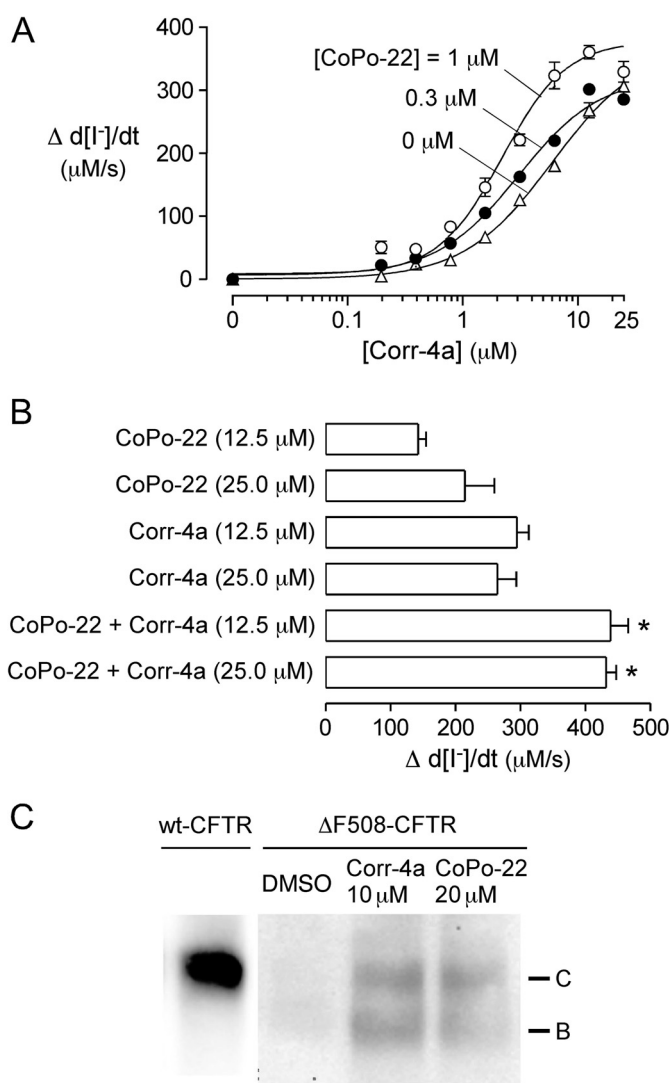 A
Δ d[I-]/dt
(μM/s)
400
300
200
100
0
[CoPo-22] = 1 μM
0.3 μM
0 μM
0 0.1 1 10 25
[Corr-4a] (μM)
B
CoPo-22 (12.5 μM)
CoPo-22 (25.0 μM)
Corr-4a (12.5 μM)
Corr-4a (25.0 μM)
CoPo-22 + Corr-4a (12.5 μM) *
CoPo-22 + Corr-4a (25.0 μM) *
0 100 200 300 400 500
Δ d[I-]/dt (μM/s)
C
wt-CFTR ΔF508-CFTR
DMSO Corr-4a CoPo-22
10 μM 20 μM
C
B